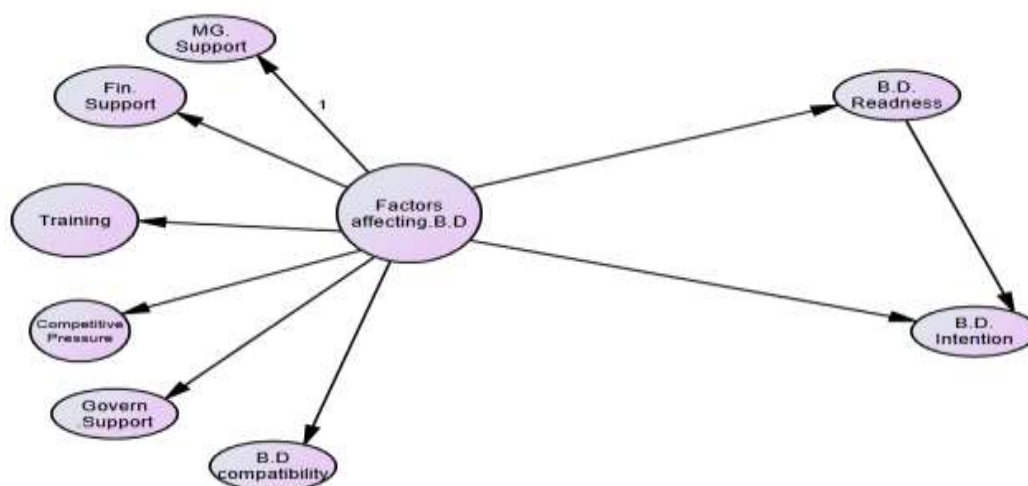 MG.
Support
Fin.
Support
1
B.D.
Readness
Factors
affecting.B.D
Training
Competitive
Pressure
B.D.
Intention
Govern
.Support
B.D
compatibility